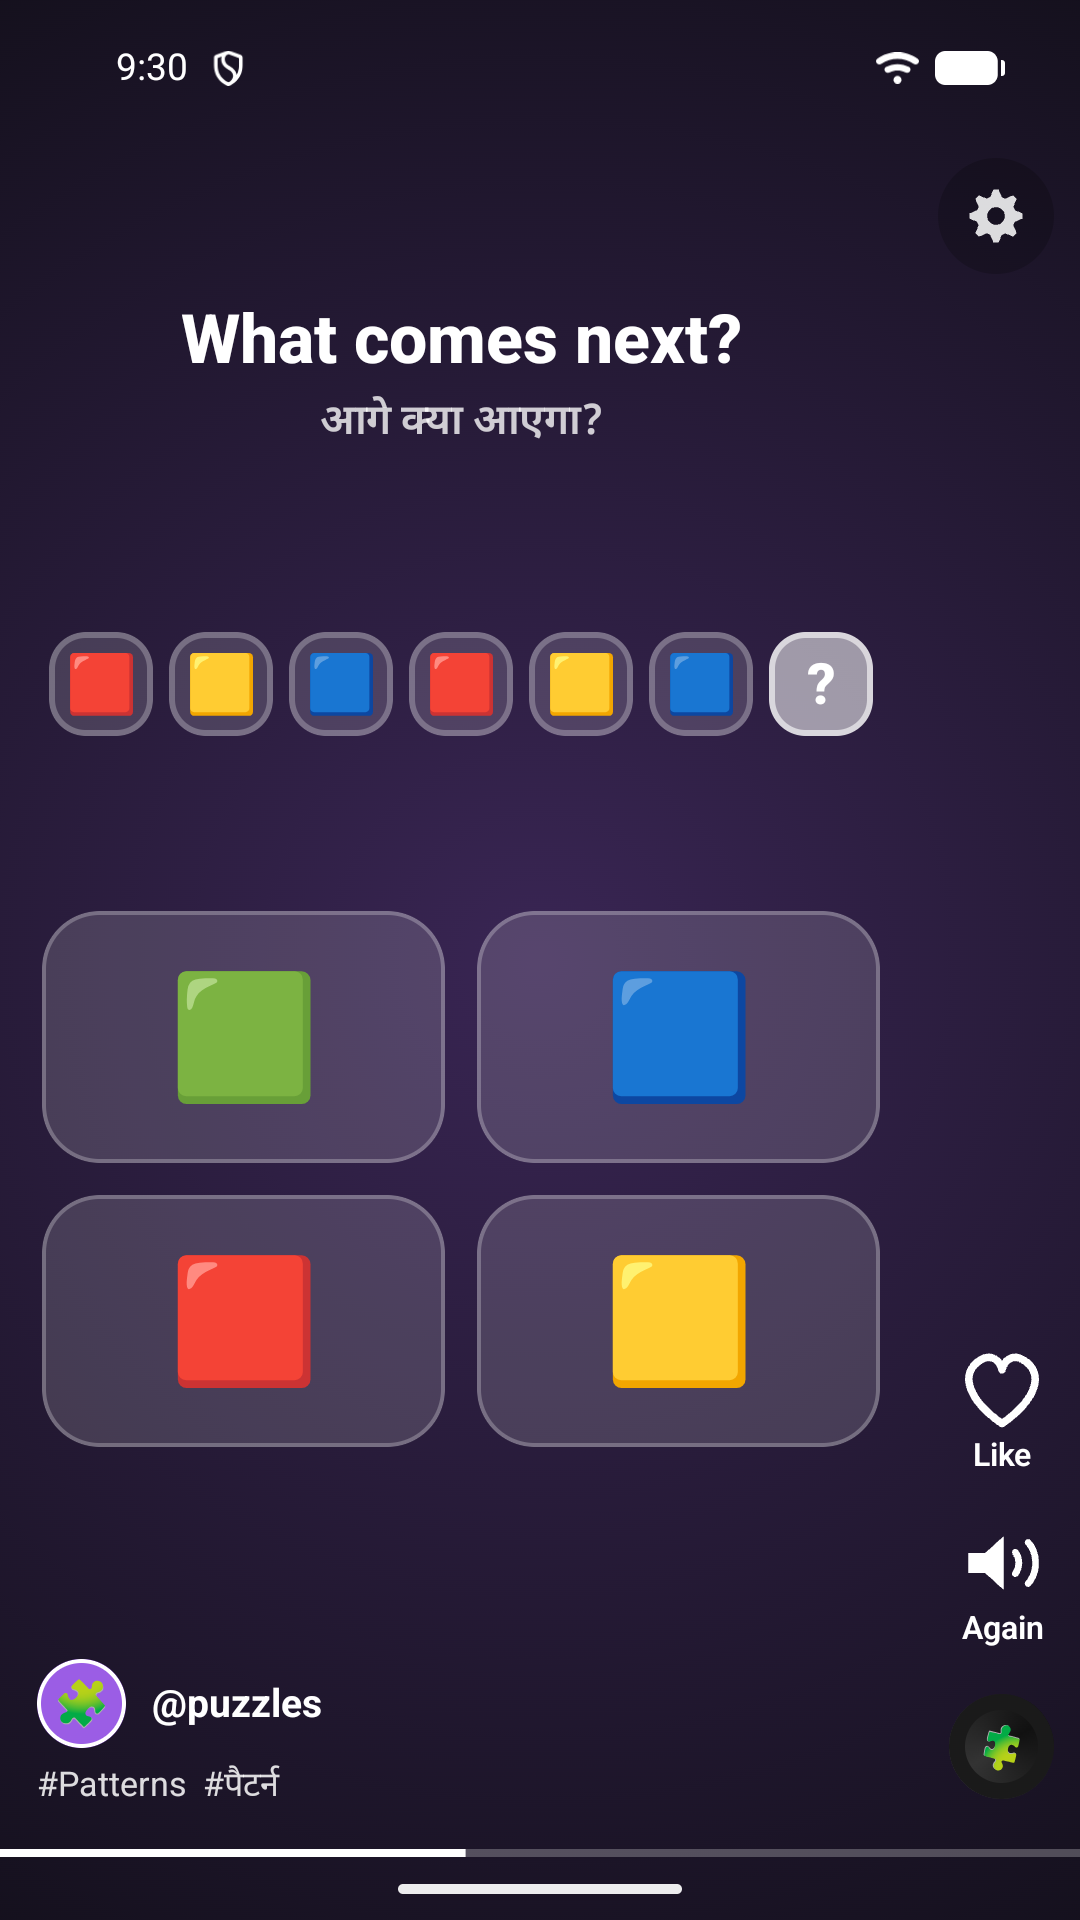 9:30
What comes next?
आगे क्या आएगा?
?
Like
Again
@puzzles
#Patterns #पैटर्न